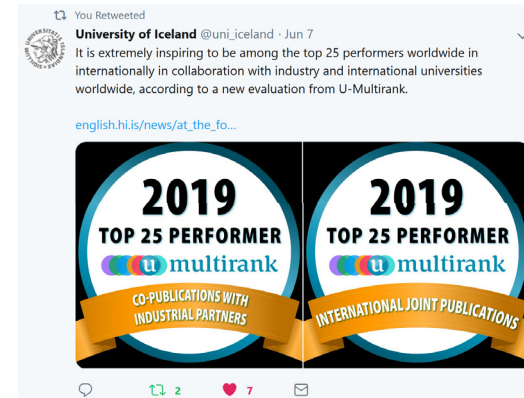 You Retweeted
University of Iceland @uni_iceland · Jun 7
It is extremely inspiring to be among the top 25 performers worldwide in
internationally in collaboration with industry and international universities
worldwide, according to a new evaluation from U-Multirank.
english.hi.is/news/at_the_fo...
2019
TOP 25 PERFORMER
u multirank
CO-PUBLICATIONS WITH
INDUSTRIAL PARTNERS
2019
TOP 25 PERFORMER
u multirank
INTERNATIONAL JOINT PUBLICATIONS
2 7